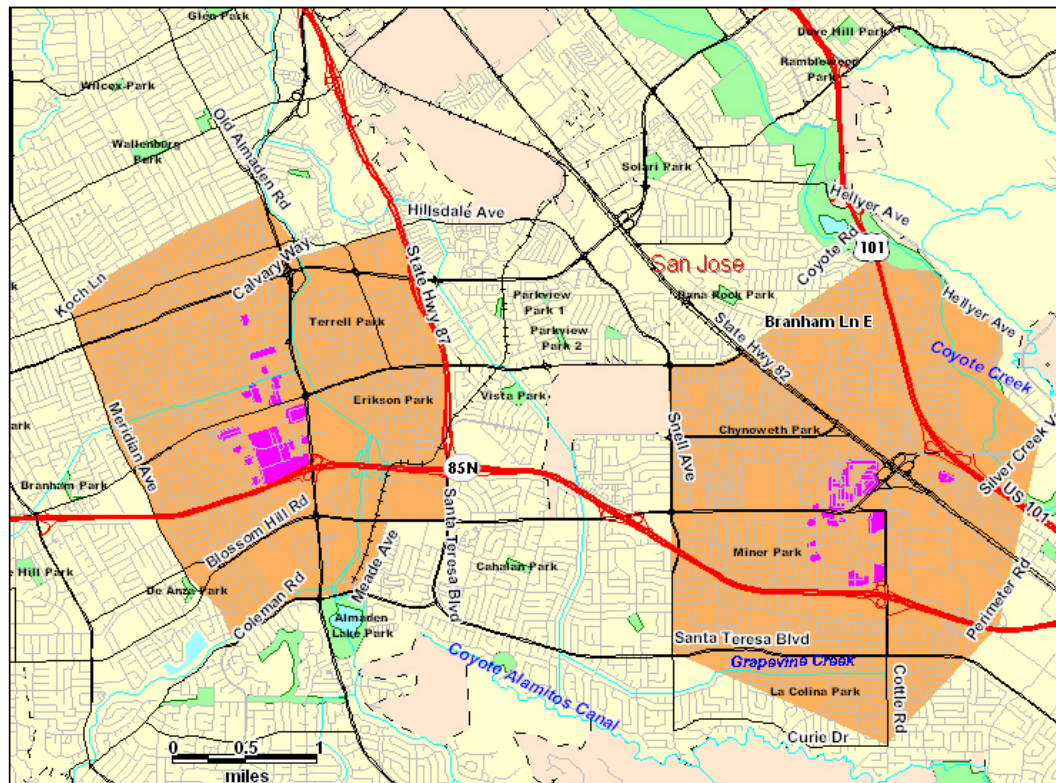 Glen Park
Dove Hill Park
Ramblewood
Park
Wilcox Park
Wallenburg
Park
Old Almaden Rd
Solari Park
Hellyer Ave
Hillsdale Ave
Coyote Rd
101
San Jose
Calvary Way
State Hwy 87
Koch Ln
Dana Rock Park
Parkview
Park 1
Hellyer Ave
Terrell Park
Branham Ln E
Parkview
Park 2
State Hwy 82
Coyote Creek
Erikson Park
Vista Park
ark
Meridian Ave
Snell Ave
Chynoweth Park
Silver Creek Va
85N
Branham Park
US 101
Blossom Hill Rd
Santa Teresa Blvd
Miner Park
e Hill Park
De Anza Park
Meade Ave
Cahalan Park
Coleman Rd
Perimeter Rd
Almaden
Lake Park
Santa Teresa Blvd
Coyote Alamitos Canal
Grapevine Creek
La Colina Park
Cottle Rd
Curie Dr
0 0.5 1
miles